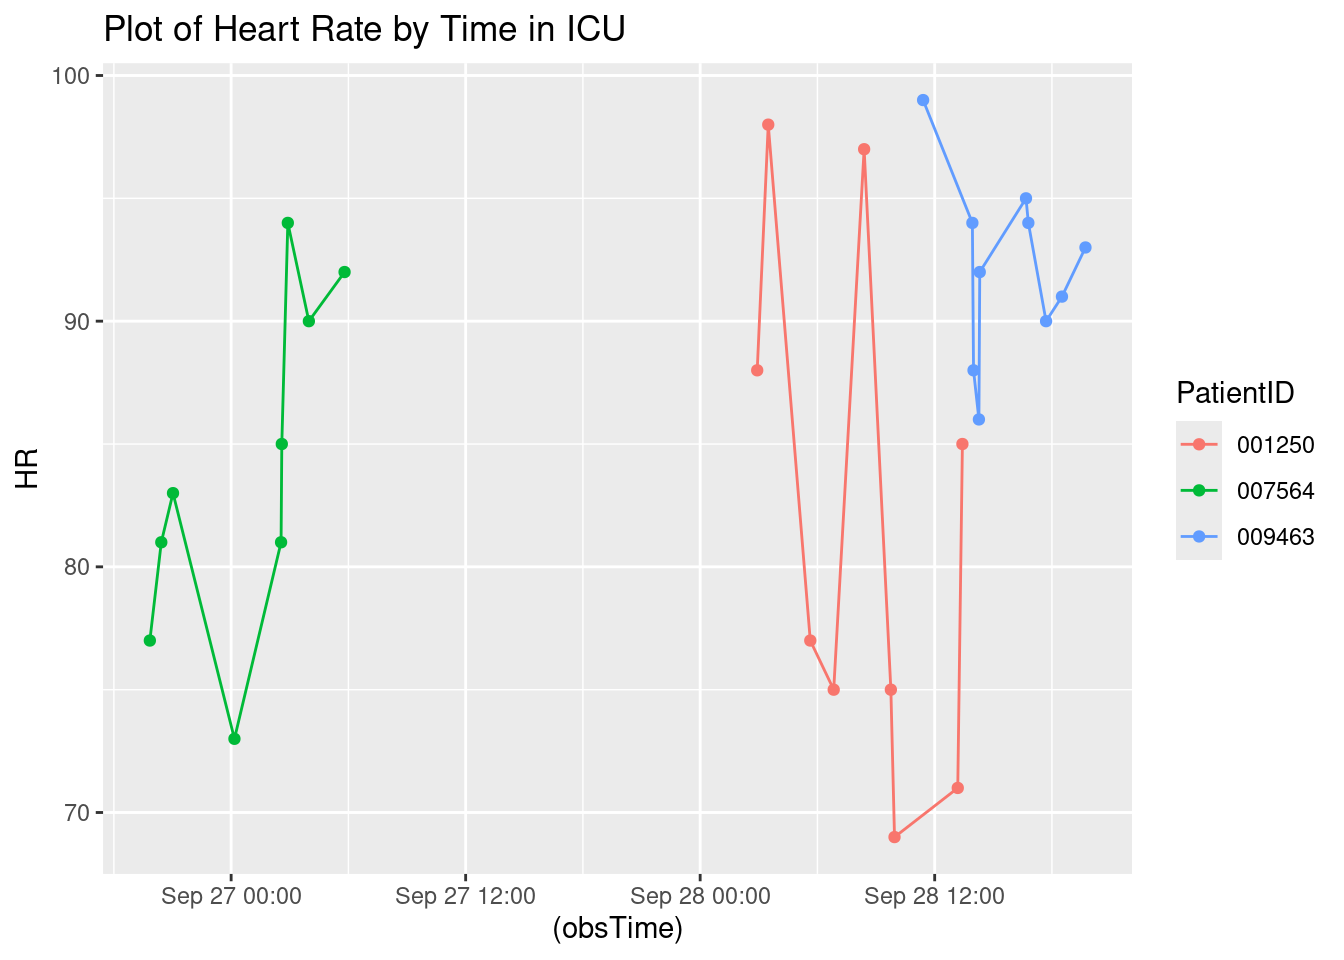 Plot of Heart Rate by Time in ICU
100
90
80
70
HR
Sep 27 00:00
Sep 27 12:00
Sep 28 00:00
Sep 28 12:00
(obsTime)
PatientID
001250
007564
009463